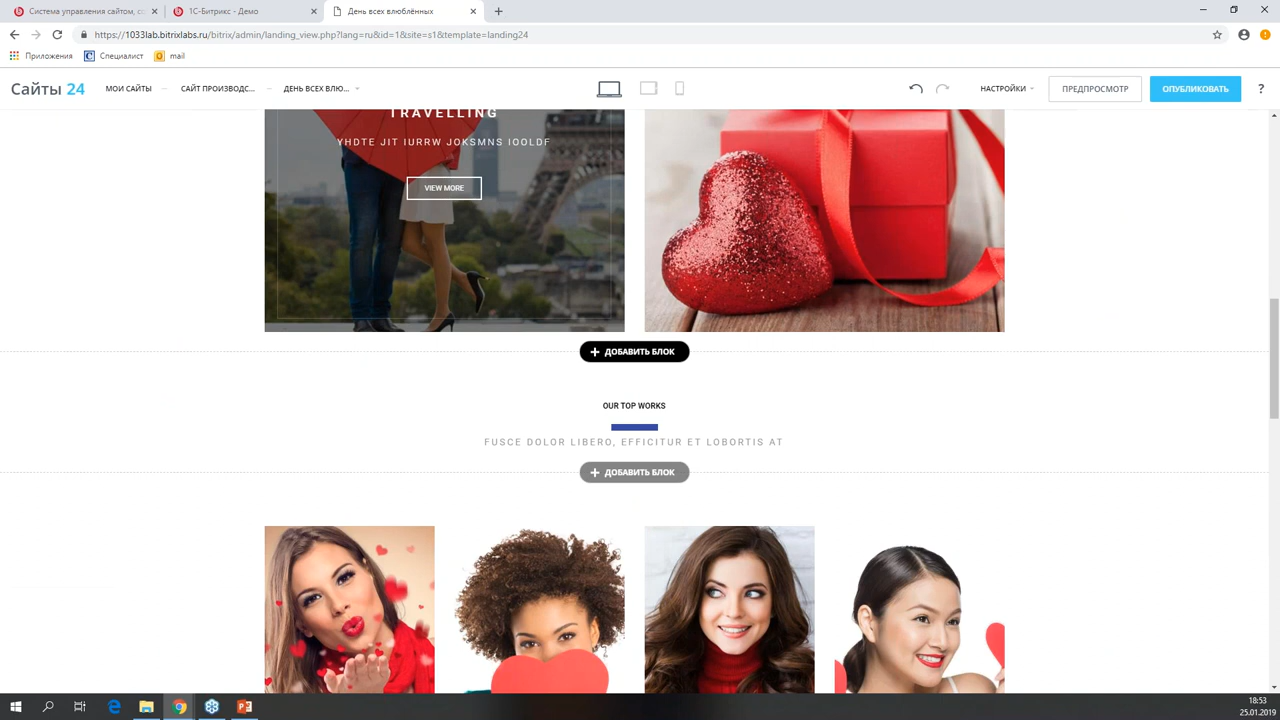 Система управления сайтом, со
1С-Битрикс - Демо
День всех влюблённых
https://1033lab.bitrixlabs.ru/bitrix/admin/landing_view.php?lang=ru&id=1&site=s1&template=landing24
Приложения
Специалист
mail
Сайты 24
МОИ САЙТЫ
САЙТ ПРОИЗВОДС...
ДЕНЬ ВСЕХ ВЛЮ...
НАСТРОЙКИ
ПРЕДПРОСМОТР
ОПУБЛИКОВАТЬ
?
TRAVELLING
YHDTE JIT IURRW JOKSMNS IOOLDF
VIEW MORE
+ ДОБАВИТЬ БЛОК
OUR TOP WORKS
FUSCE DOLOR LIBERO, EFFICITUR ET LOBORTIS AT
+ ДОБАВИТЬ БЛОК
18:53
25.01.2019